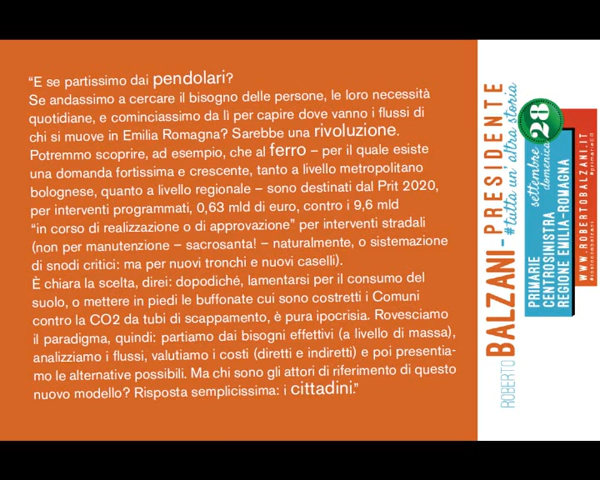 “E se partissimo dai pendolari?
Se andassimo a cercare il bisogno delle persone, le loro necessità
quotidiane, e cominciassimo da lì per capire dove vanno i flussi di
chi si muove in Emilia Romagna? Sarebbe una rivoluzione.
Potremmo scoprire, ad esempio, che al ferro – per il quale esiste
una domanda fortissima e crescente, tanto a livello metropolitano
bolognese, quanto a livello regionale – sono destinati dal Prit 2020,
per interventi programmati, 0,63 mld di euro, contro i 9,6 mld
“in corso di realizzazione o di approvazione” per interventi stradali
(non per manutenzione – sacrosanta! – naturalmente, o sistemazione
di snodi critici: ma per nuovi tronchi e nuovi caselli).
È chiara la scelta, direi: dopodiché, lamentarsi per il consumo del
suolo, o mettere in piedi le buffonate cui sono costretti i Comuni
contro la CO2 da tubi di scappamento, è pura ipocrisia. Rovesciamo
il paradigma, quindi: partiamo dai bisogni effettivi (a livello di massa),
analizziamo i flussi, valutiamo i costi (diretti e indiretti) e poi presentia-
mo le alternative possibili. Ma chi sono gli attori di riferimento di questo
nuovo modello? Risposta semplicissima: i cittadini.”
ROBERTO BALZANI-PRES!DENTE
#tutta un'altra storia
PRIMARIE
CENTROSINISTRA
REGIONE EMILIA-ROMAGNA
settembre
domenica
28
WWW.ROBERTOBALZANI.IT